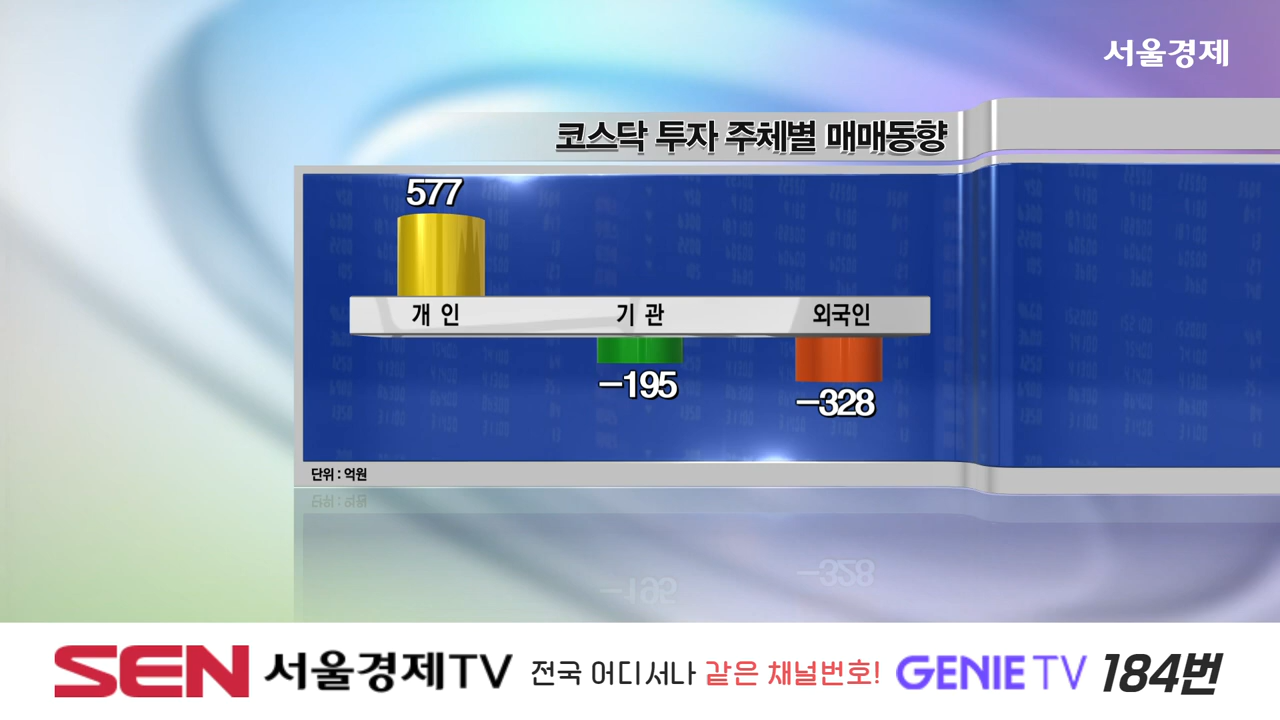 서울경제
코스닥 투자 주체별 매매동향
577
개 인
기 관
외국인
-195
-328
단위 : 억원
SEN 서울경제TV 전국 어디서나 같은 채널번호! GENIE TV 184번